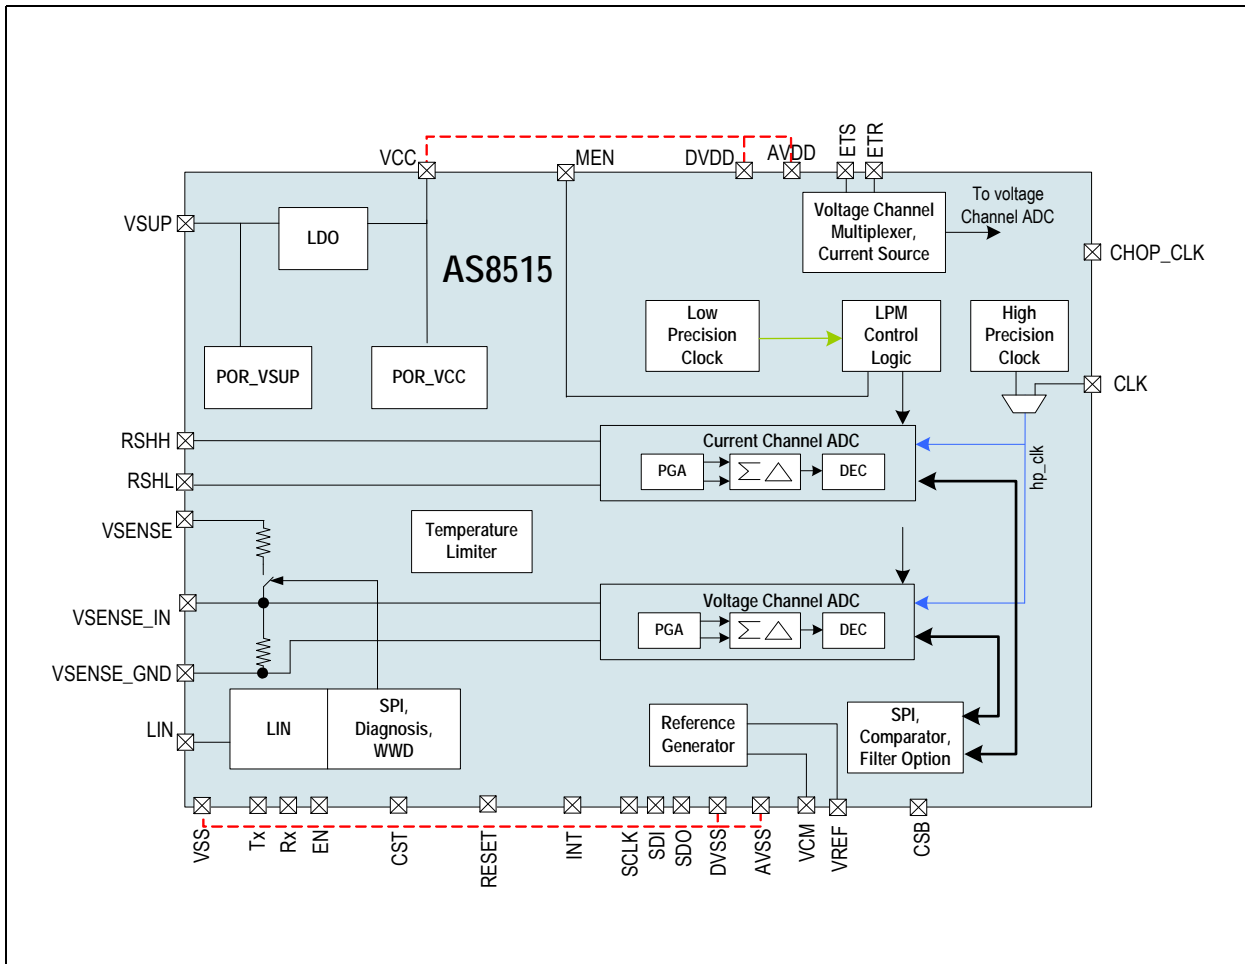 ETS
ETR
VCC
MEN
DVDD
AVDD
VSUP
LDO
AS8515
Voltage Channel
Multiplexer,
Current Source
To voltage
Channel ADC
CHOP_CLK
POR_VSUP
POR_VCC
Low
Precision
Clock
LPM
Control
Logic
High
Precision
Clock
CLK
RSHH
RSHL
Current Channel ADC
PGA
Σ△
DEC
hp_clk
VSENSE
Temperature
Limiter
VSENSE_IN
Voltage Channel ADC
PGA
Σ△
DEC
VSENSE_GND
LIN
LIN
SPI,
Diagnosis,
WWD
Reference
Generator
SPI,
Comparator,
Filter Option
VSS
Tx
Rx
EN
CST
RESET
INT
SCLK
SDI
SDO
DVSS
AVSS
VCM
VREF
CSB